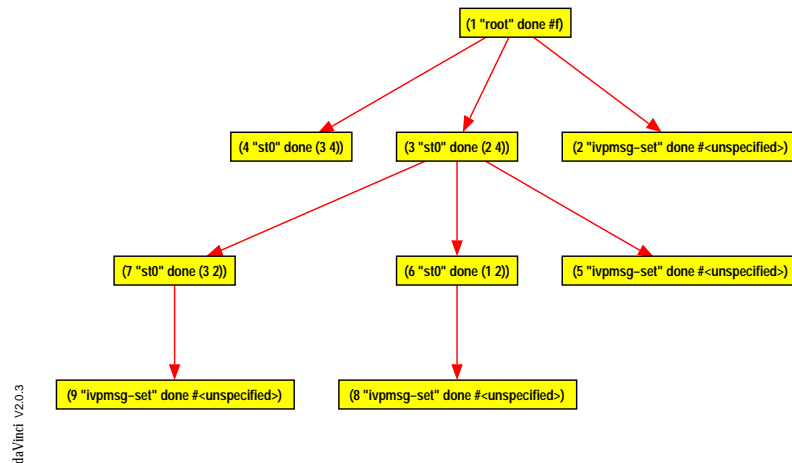 (1 "root" done #f)
(4 "st0" done (3 4))
(3 "st0" done (2 4))
(2 "ivpmsg−set" done #<unspecified>)
(7 "st0" done (3 2))
(6 "st0" done (1 2))
(5 "ivpmsg−set" done #<unspecified>)
(9 "ivpmsg−set" done #<unspecified>)
(8 "ivpmsg−set" done #<unspecified>)
daVinci V2.0.3